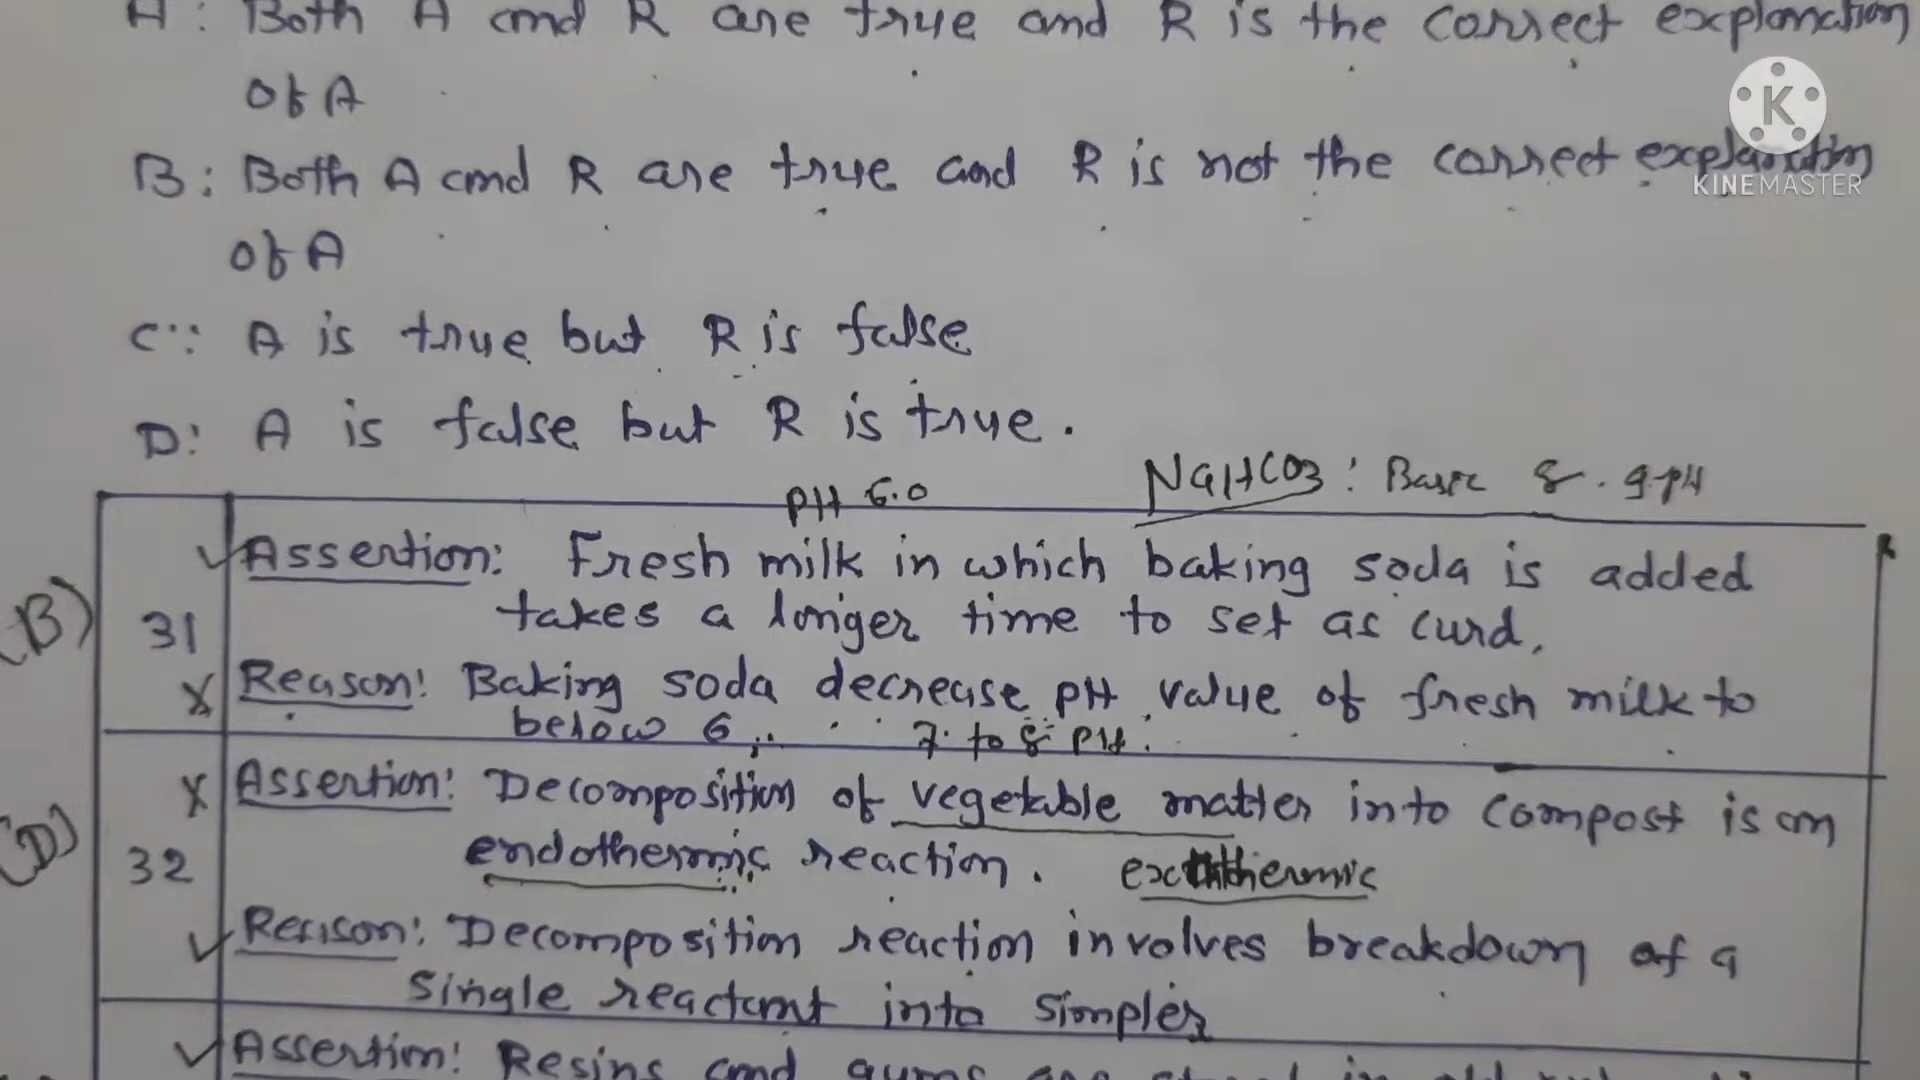 A: Both A and R are true and R is the correct explanation
of A
K
KINEMASTER
B: Both A and R are true and R is not the correct explanation
of A
C: A is true but R is false
D: A is false but R is true.
PH 6.0 NaHCO3: Basic 8.9 PH
(B) 31 Assertion: Fresh milk in which baking soda is added
takes a longer time to set as curd.
Reason: Baking soda decrease pH value of fresh milk to
below 6 7 to 8 PH.
(D) 32 Assertion: Decomposition of vegetable matter into compost is an
endothermic reaction. exothermic
Reason: Decomposition reaction involves breakdown of a
single reactant into simpler
Assertion: Resins and gums are stored in old